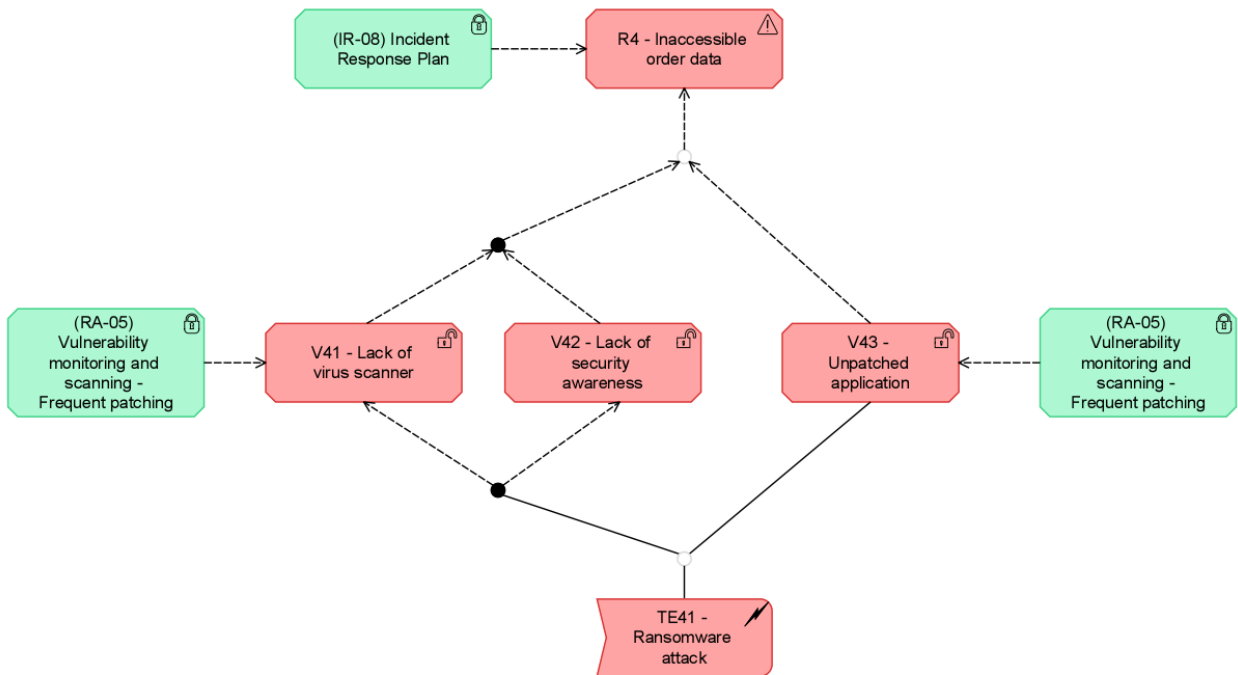 (IR-08) Incident
Response Plan
R4 - Inaccessible
order data
(RA-05)
Vulnerability
monitoring and
scanning -
Frequent patching
V41 - Lack of
virus scanner
V42 - Lack of
security
awareness
V43 -
Unpatched
application
(RA-05)
Vulnerability
monitoring and
scanning -
Frequent patching
TE41 -
Ransomware
attack